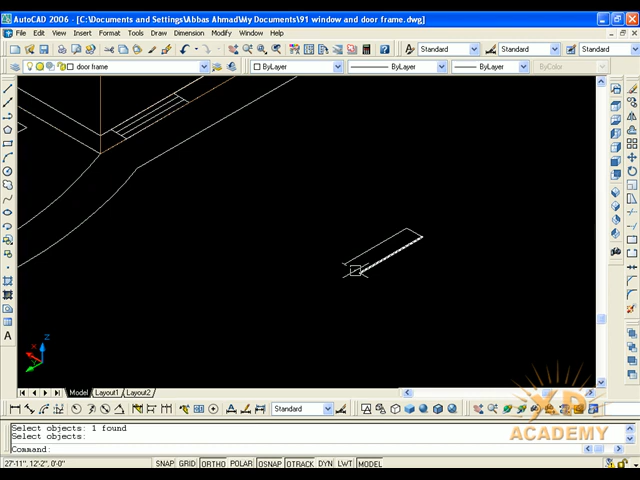 AutoCAD 2006 - [C:\Documents and Settings\Abbas Ahmad\My Documents\91 window and door frame.dwg]
File Edit View Insert Format Tools Draw Dimension Modify Window Help
Standard Standard Standard
door frame ByLayer ByLayer ByLayer ByColor
Z
X
Model Layout1 Layout2
Standard
Select objects: 1 found
Select objects:
Command:
27'-11", 12'-2", 0'-0" SNAP GRID ORTHO POLAR OSNAP OTRACK DYN LWT MODEL
XD
ACADEMY